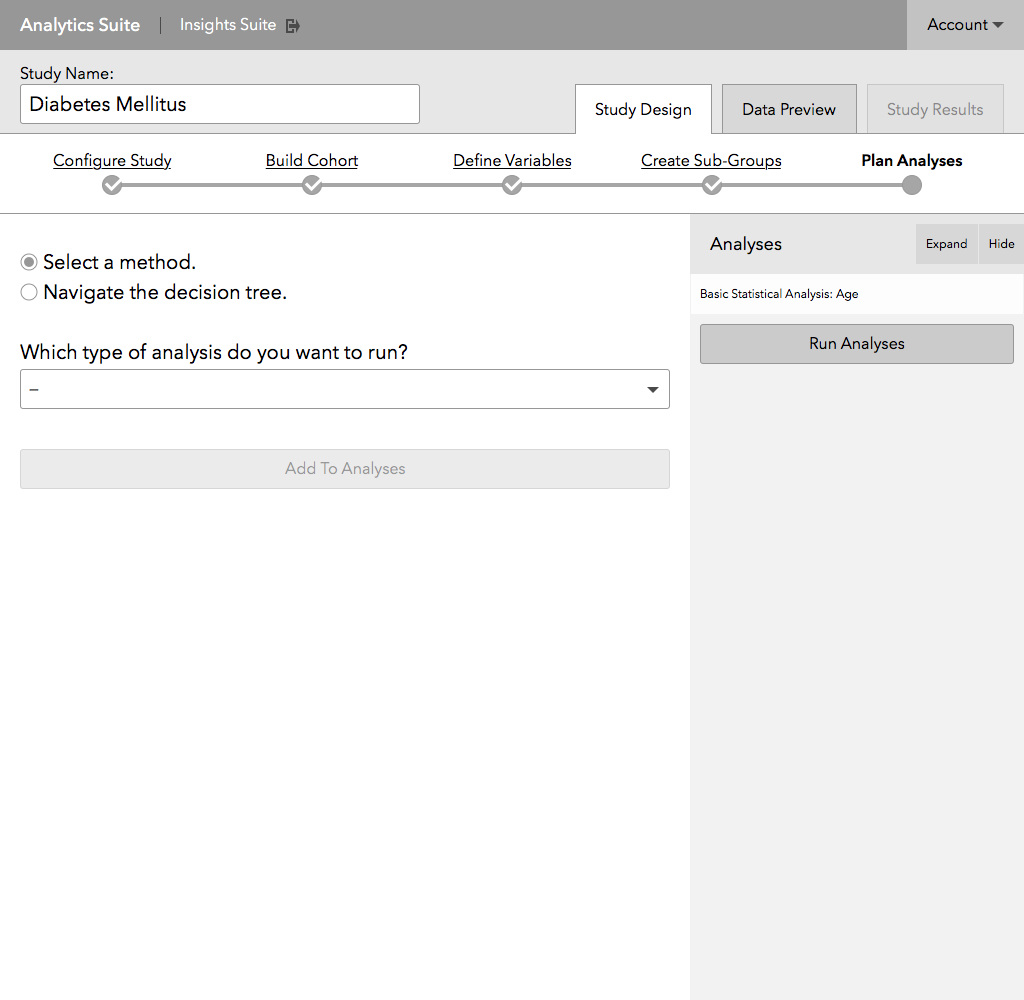 Analytics Suite | Insights Suite
Account
Study Name:
Diabetes Mellitus
Study Design
Data Preview
Study Results
Configure Study
Build Cohort
Define Variables
Create Sub-Groups
Plan Analyses
Select a method.
Navigate the decision tree.
Which type of analysis do you want to run?
–
Add To Analyses
Analyses
Expand
Hide
Basic Statistical Analysis: Age
Run Analyses